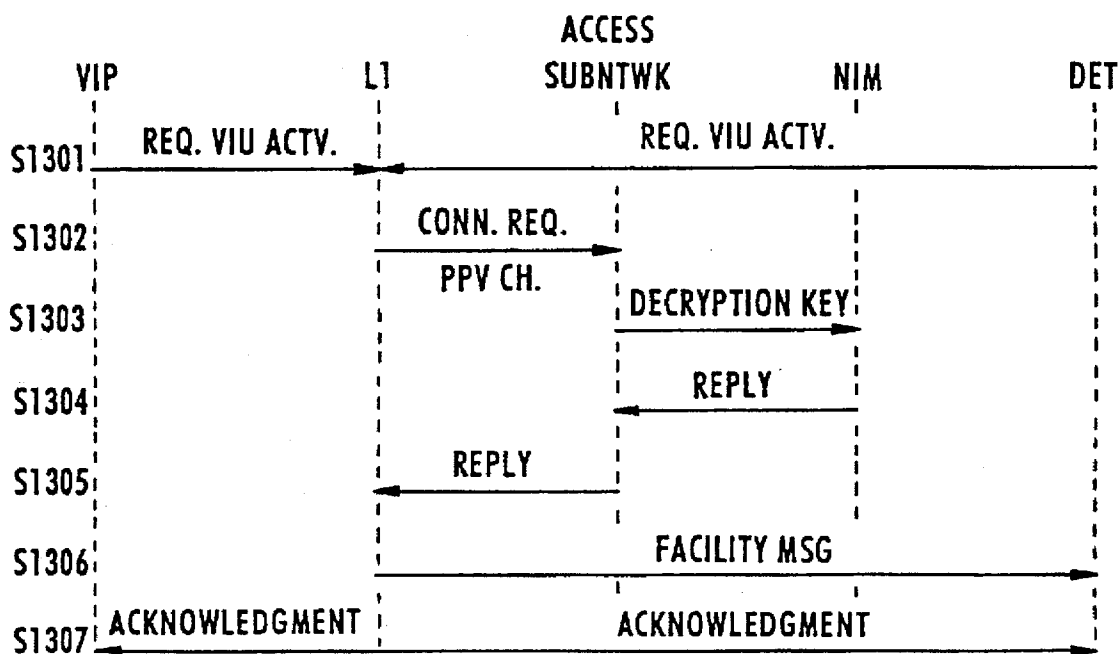 ACCESS
VIP L1 SUBNTWK NIM DET
S1301 REQ. VIU ACTV. REQ. VIU ACTV.
S1302 CONN. REQ.
PPV CH.
S1303 DECRYPTION KEY
S1304 REPLY
S1305 REPLY
S1306 FACILITY MSG
S1307 ACKNOWLEDGMENT ACKNOWLEDGMENT